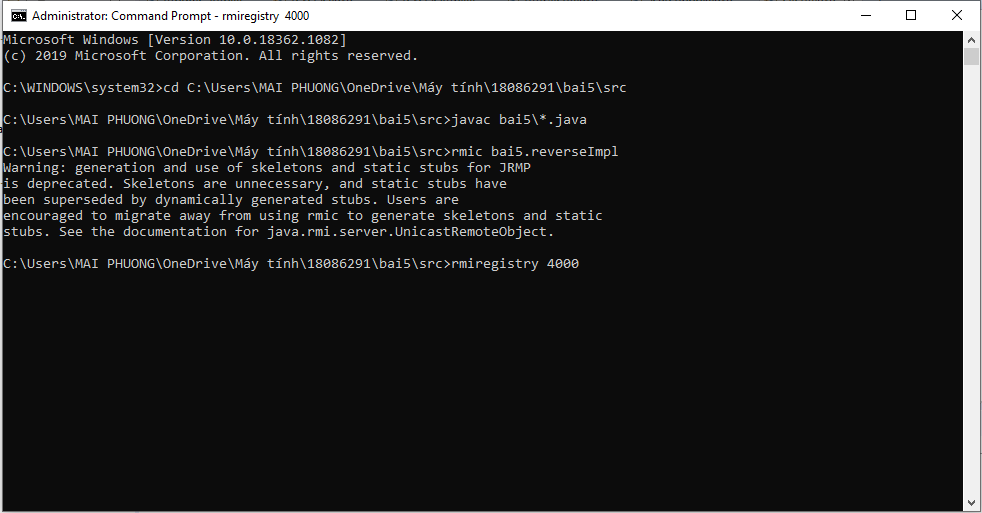 Administrator: Command Prompt - rmiregistry 4000
Microsoft Windows [Version 10.0.18362.1082]
(c) 2019 Microsoft Corporation. All rights reserved.
C:\WINDOWS\system32>cd C:\Users\MAI PHUONG\OneDrive\Máy tính\18086291\bai5\src
C:\Users\MAI PHUONG\OneDrive\Máy tính\18086291\bai5\src>javac bai5\*.java
C:\Users\MAI PHUONG\OneDrive\Máy tính\18086291\bai5\src>rmic bai5.reverseImpl
Warning: generation and use of skeletons and static stubs for JRMP
is deprecated. Skeletons are unnecessary, and static stubs have
been superseded by dynamically generated stubs. Users are
encouraged to migrate away from using rmic to generate skeletons and static
stubs. See the documentation for java.rmi.server.UnicastRemoteObject.
C:\Users\MAI PHUONG\OneDrive\Máy tính\18086291\bai5\src>rmiregistry 4000